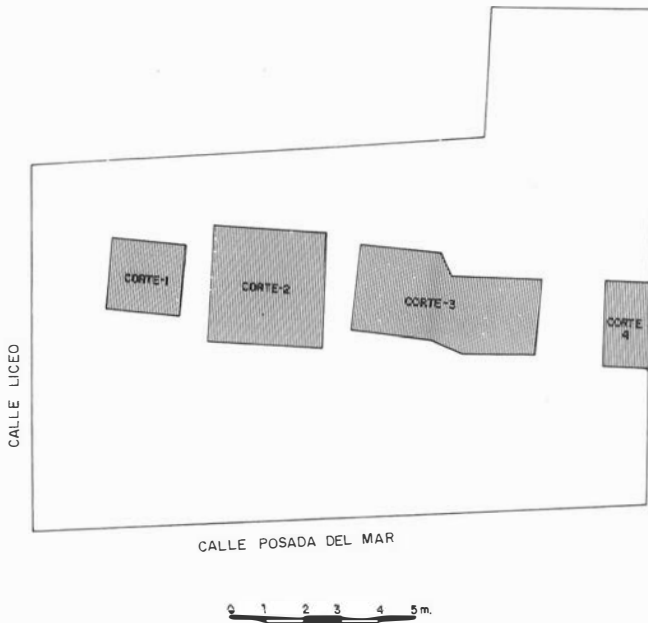 CORTE-1
CORTE-2
CORTE-3
CORTE
4
CALLE LICEO
CALLE POSADA DEL MAR
0 1 2 3 4 5 m.